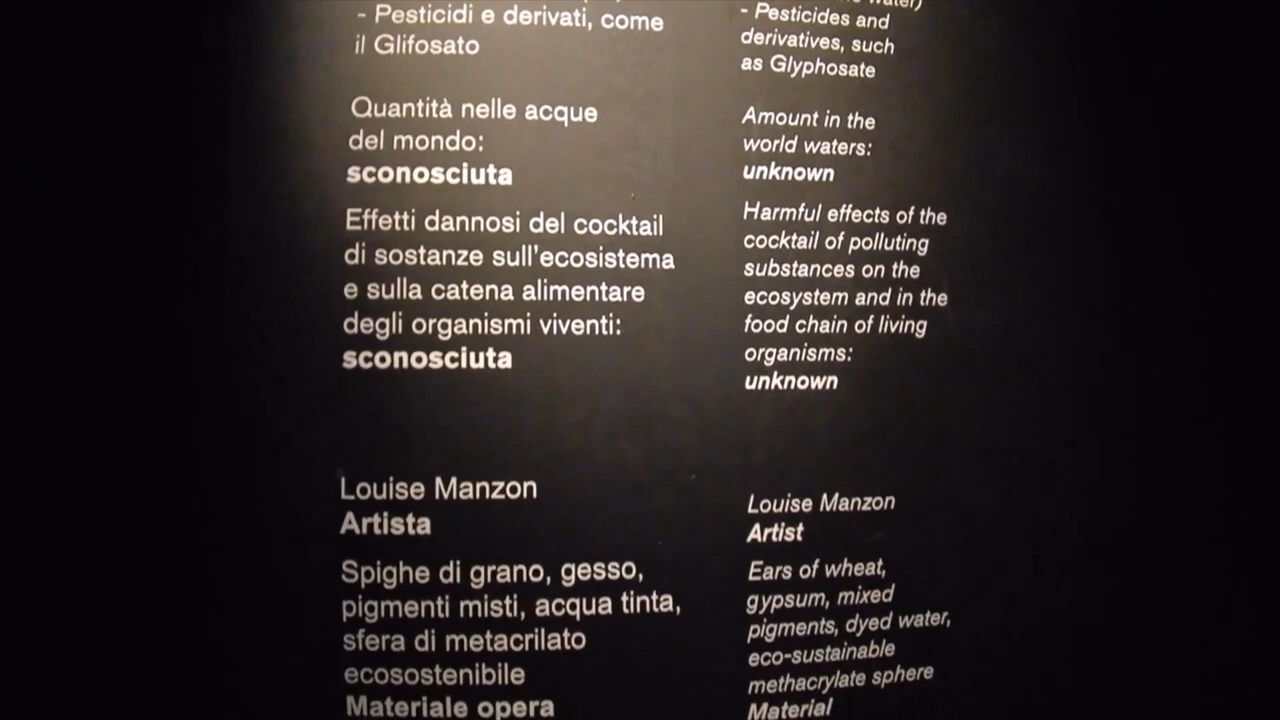 - Pesticidi e derivati, come
il Glifosato
Quantità nelle acque
del mondo:
sconosciuta
Effetti dannosi del cocktail
di sostanze sull'ecosistema
e sulla catena alimentare
degli organismi viventi:
sconosciuta
Louise Manzon
Artista
Spighe di grano, gesso,
pigmenti misti, acqua tinta,
sfera di metacrilato
ecosostenibile
Materiale opera
water)
- Pesticides and
derivatives, such
as Glyphosate
Amount in the
world waters:
unknown
Harmful effects of the
cocktail of polluting
substances on the
ecosystem and in the
food chain of living
organisms:
unknown
Louise Manzon
Artist
Ears of wheat,
gypsum, mixed
pigments, dyed water,
eco-sustainable
methacrylate sphere
Material